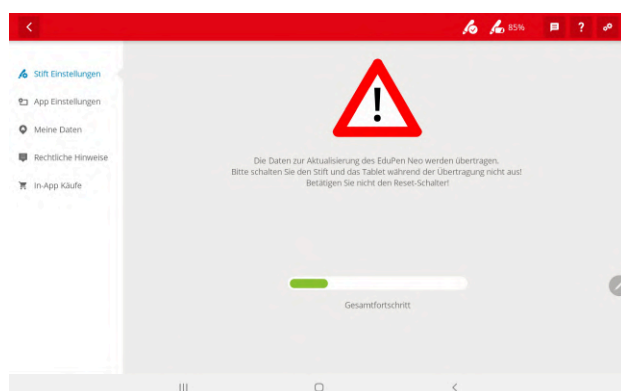 85%
?
Stift Einstellungen
App Einstellungen
Meine Daten
Rechtliche Hinweise
In-App Käufe
!
Die Daten zur Aktualisierung des EduPen Neo werden übertragen.
Bitte schalten Sie den Stift und das Tablet während der Übertragung nicht aus!
Betätigen Sie nicht den Reset-Schalter!
Gesamtfortschritt